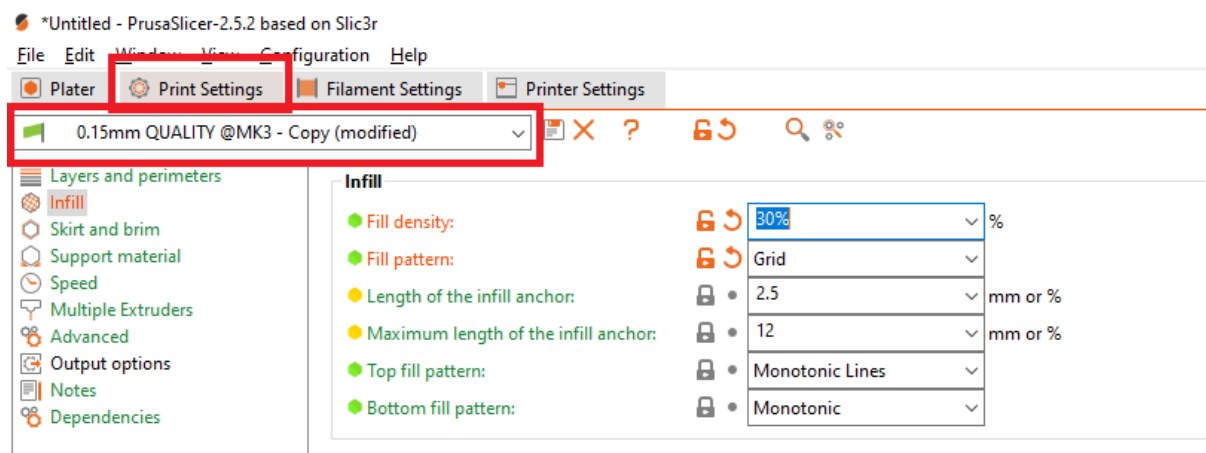 *Untitled - PrusaSlicer-2.5.2 based on Slic3r
File Edit Window View Configuration Help
Plater Print Settings Filament Settings Printer Settings
0.15mm QUALITY @MK3 - Copy (modified)
Layers and perimeters
Infill
Skirt and brim
Support material
Speed
Multiple Extruders
Advanced
Output options
Notes
Dependencies
Infill
Fill density: 30% %
Fill pattern: Grid
Length of the infill anchor: 2.5 mm or %
Maximum length of the infill anchor: 12 mm or %
Top fill pattern: Monotonic Lines
Bottom fill pattern: Monotonic